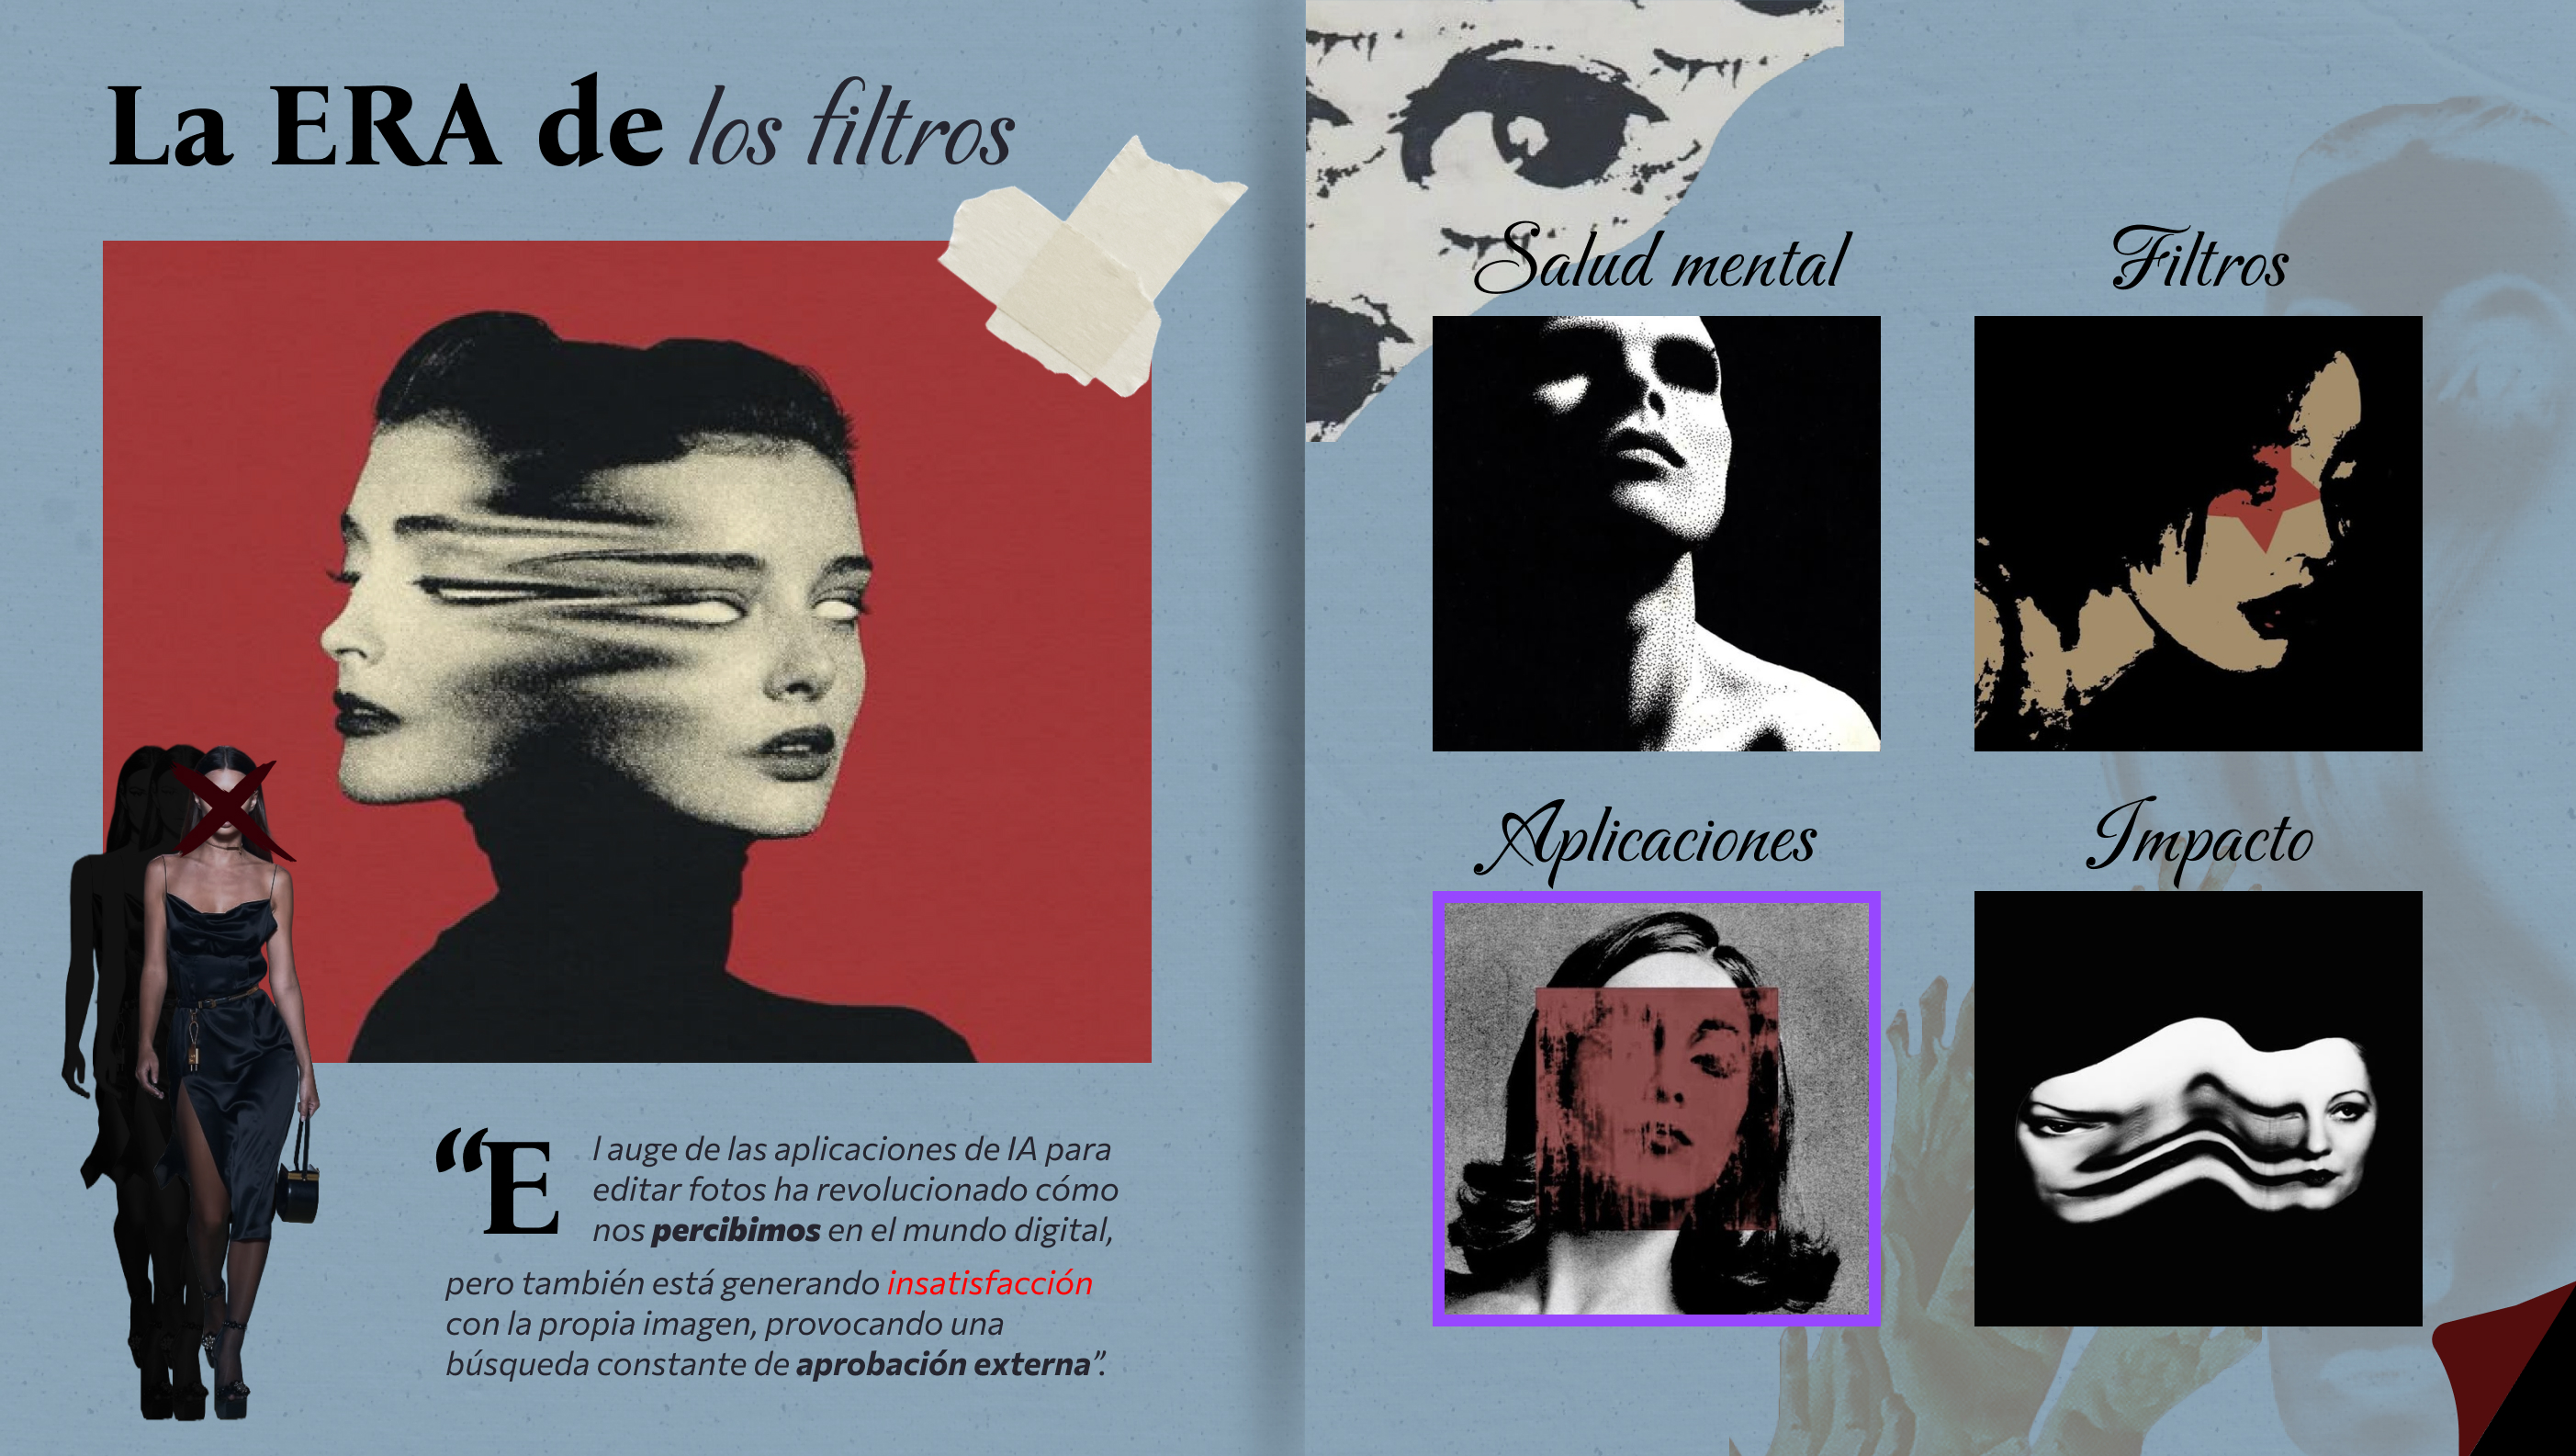 La ERA de los filtros
“El auge de las aplicaciones de IA para
editar fotos ha revolucionado cómo
nos percibimos en el mundo digital,
pero también está generando insatisfacción
con la propia imagen, provocando una
búsqueda constante de aprobación externa”.
Salud mental
Filtros
Aplicaciones
Impacto